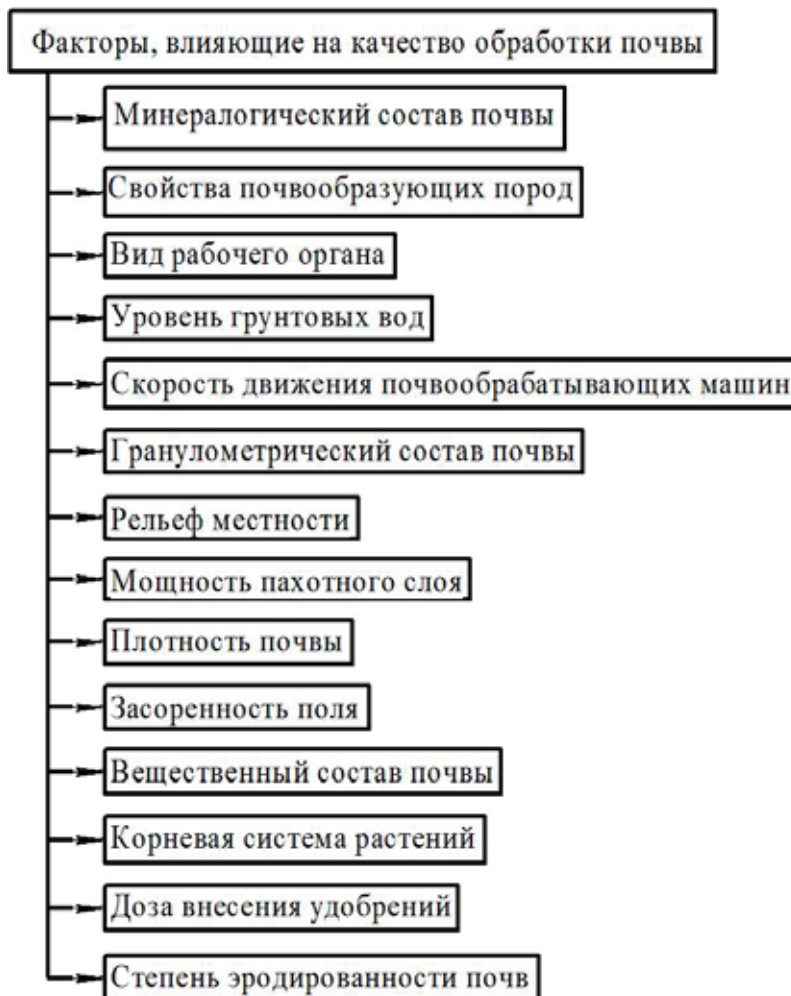 Факторы, влияющие на качество обработки почвы
Минералогический состав почвы
Свойства почвообразующих пород
Вид рабочего органа
Уровень грунтовых вод
Скорость движения почвообрабатывающих машин
Гранулометрический состав почвы
Рельеф местности
Мощность пахотного слоя
Плотность почвы
Засоренность поля
Вещественный состав почвы
Корневая система растений
Доза внесения удобрений
Степень эродированности почв